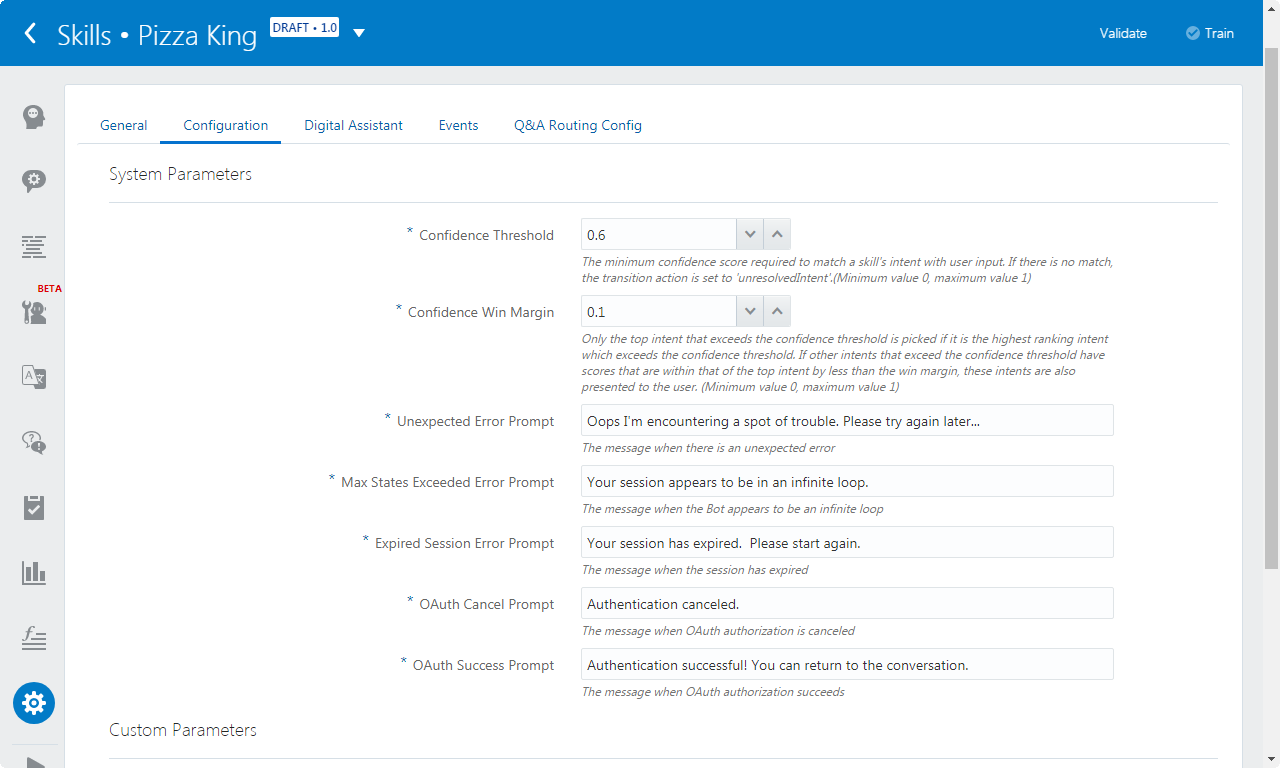 Skills • Pizza King DRAFT • 1.0
Validate
Train
General
Configuration
Digital Assistant
Events
Q&A Routing Config
System Parameters
* Confidence Threshold
0.6
The minimum confidence score required to match a skill's intent with user input. If there is no match,
the transition action is set to 'unresolvedIntent'.(Minimum value 0, maximum value 1)
BETA
* Confidence Win Margin
0.1
Only the top intent that exceeds the confidence threshold is picked if it is the highest ranking intent
which exceeds the confidence threshold. If other intents that exceed the confidence threshold have
scores that are within that of the top intent by less than the win margin, these intents are also
presented to the user. (Minimum value 0, maximum value 1)
* Unexpected Error Prompt
Oops I'm encountering a spot of trouble. Please try again later...
The message when there is an unexpected error
* Max States Exceeded Error Prompt
Your session appears to be in an infinite loop.
The message when the Bot appears to be an infinite loop
* Expired Session Error Prompt
Your session has expired.  Please start again.
The message when the session has expired
* OAuth Cancel Prompt
Authentication canceled.
The message when OAuth authorization is canceled
* OAuth Success Prompt
Authentication successful! You can return to the conversation.
The message when OAuth authorization succeeds
Custom Parameters